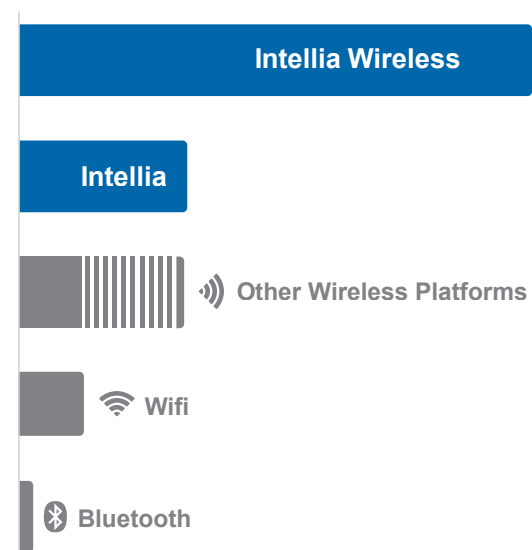 Intellia Wireless
Intellia
Other Wireless Platforms
Wifi
Bluetooth